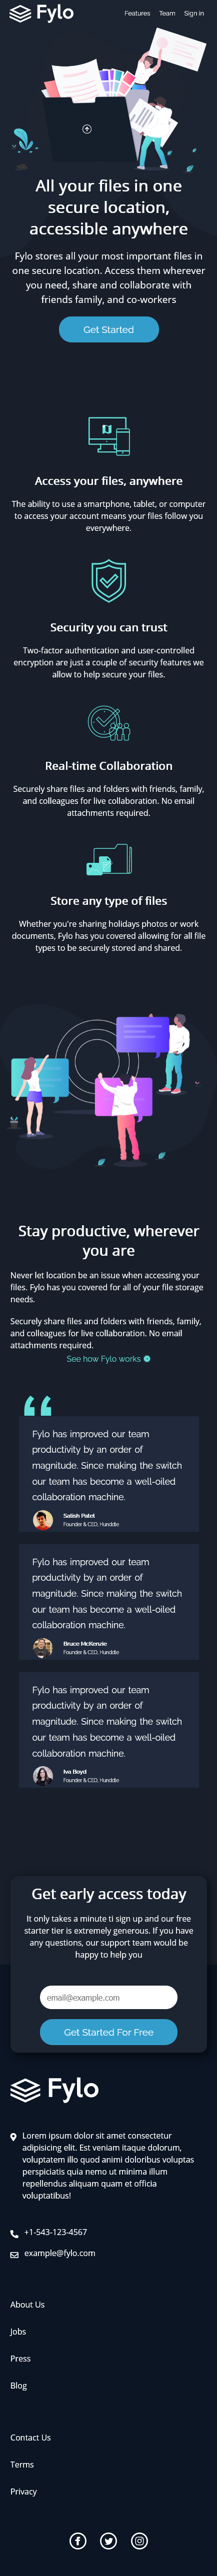 Fylo
Features Team Sign In
All your files in one
secure location,
accessible anywhere
Fylo stores all your most important files in
one secure location. Access them wherever
you need, share and collaborate with
friends family, and co-workers
Get Started
Access your files, anywhere
The ability to use a smartphone, tablet, or computer
to access your account means your files follow you
everywhere.
Security you can trust
Two-factor authentication and user-controlled
encryption are just a couple of security features we
allow to help secure your files.
Real-time Collaboration
Securely share files and folders with friends, family,
and colleagues for live collaboration. No email
attachments required.
Store any type of files
Whether you're sharing holidays photos or work
documents, Fylo has you covered allowing for all file
types to be securely stored and shared.
Stay productive, wherever
you are
Never let location be an issue when accessing your
files. Fylo has you covered for all of your file storage
needs.
Securely share files and folders with friends, family,
and colleagues for live collaboration. No email
attachments required.
See how Fylo works
Fylo has improved our team
productivity by an order of
magnitude. Since making the switch
our team has become a well-oiled
collaboration machine.
Satish Patel
Founder & CEO, Hunddle
Fylo has improved our team
productivity by an order of
magnitude. Since making the switch
our team has become a well-oiled
collaboration machine.
Bruce McKenzie
Founder & CEO, Hunddle
Fylo has improved our team
productivity by an order of
magnitude. Since making the switch
our team has become a well-oiled
collaboration machine.
Iva Boyd
Founder & CEO, Hunddle
Get early access today
It only takes a minute ti sign up and our free
starter tier is extremely generous. If you have
any questions, our support team would be
happy to help you
email@example.com
Get Started For Free
Fylo
Lorem ipsum dolor sit amet consectetur
adipisicing elit. Est veniam itaque dolorum,
voluptatem illo quod animi doloribus voluptas
perspiciatis quia nemo ut minima illum
repellendus aliquam quam et officia
voluptatibus!
+1-543-123-4567
example@fylo.com
About Us
Jobs
Press
Blog
Contact Us
Terms
Privacy